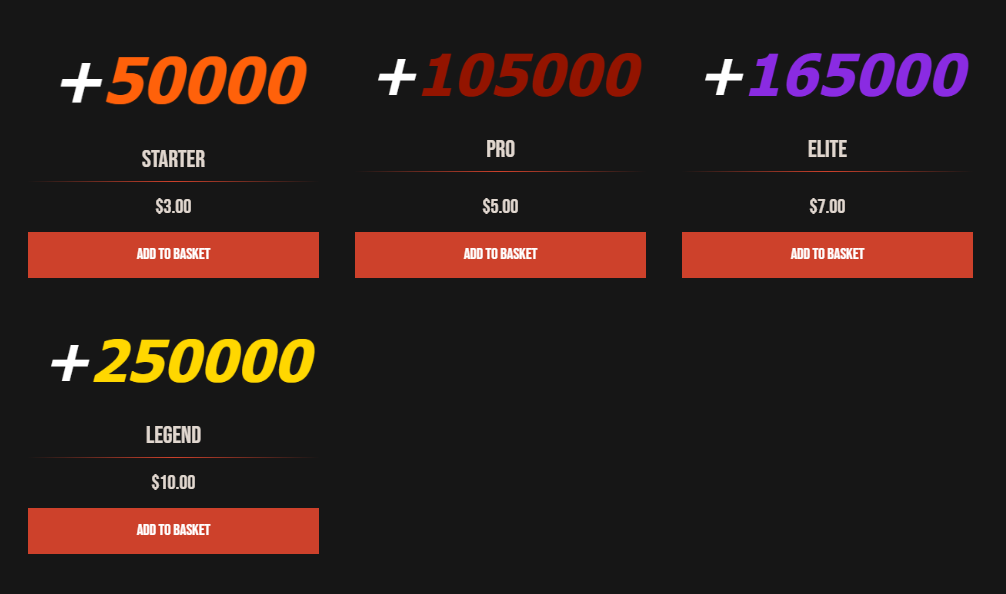 +50000
STARTER
$3.00
ADD TO BASKET
+105000
PRO
$5.00
ADD TO BASKET
+165000
ELITE
$7.00
ADD TO BASKET
+250000
LEGEND
$10.00
ADD TO BASKET